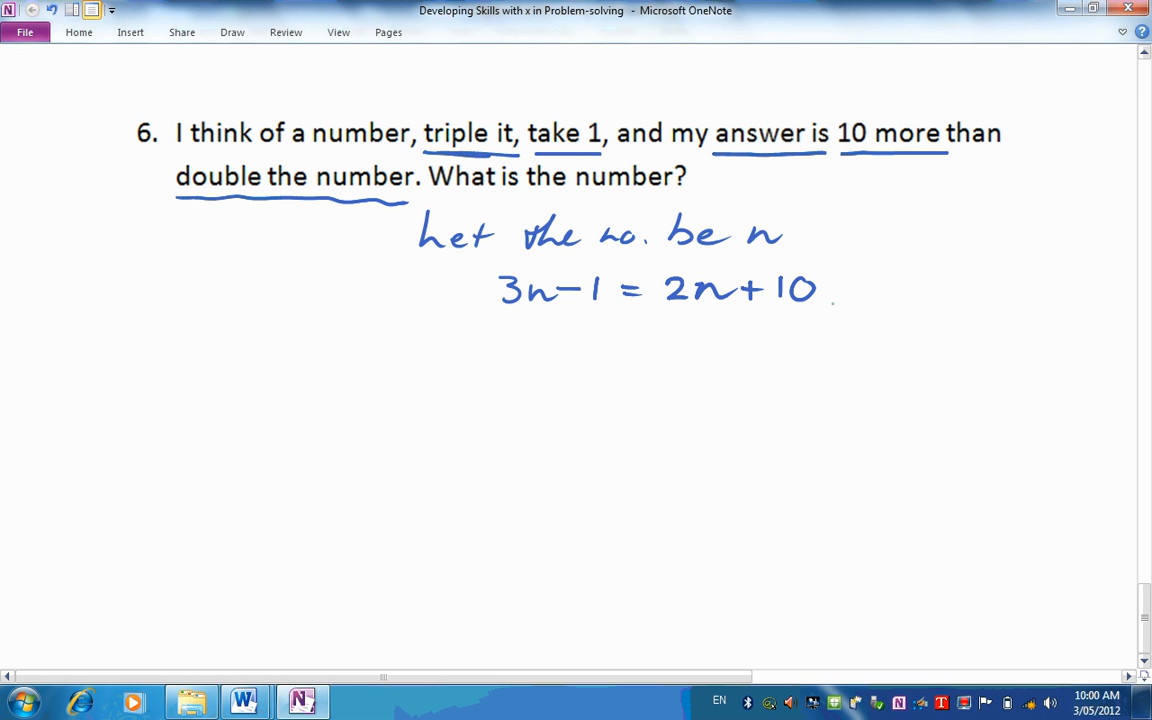 Developing Skills with x in Problem-solving - Microsoft OneNote
File Home Insert Share Draw Review View Pages
6. I think of a number, triple it, take 1, and my answer is 10 more than
double the number. What is the number?
Let the no. be n
3n-1 = 2n+10
EN
10:00 AM
3/05/2012